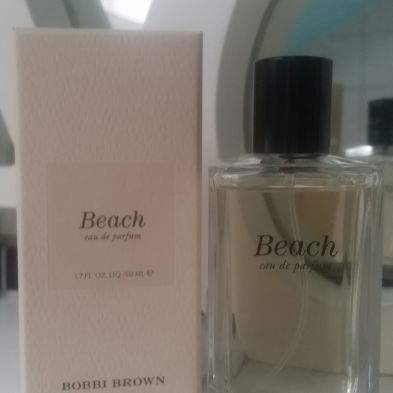 Beach
eau de parfum
1.7 FL. OZ. LIQ./50 ML ℮
BOBBI BROWN
Beach
eau de parfum